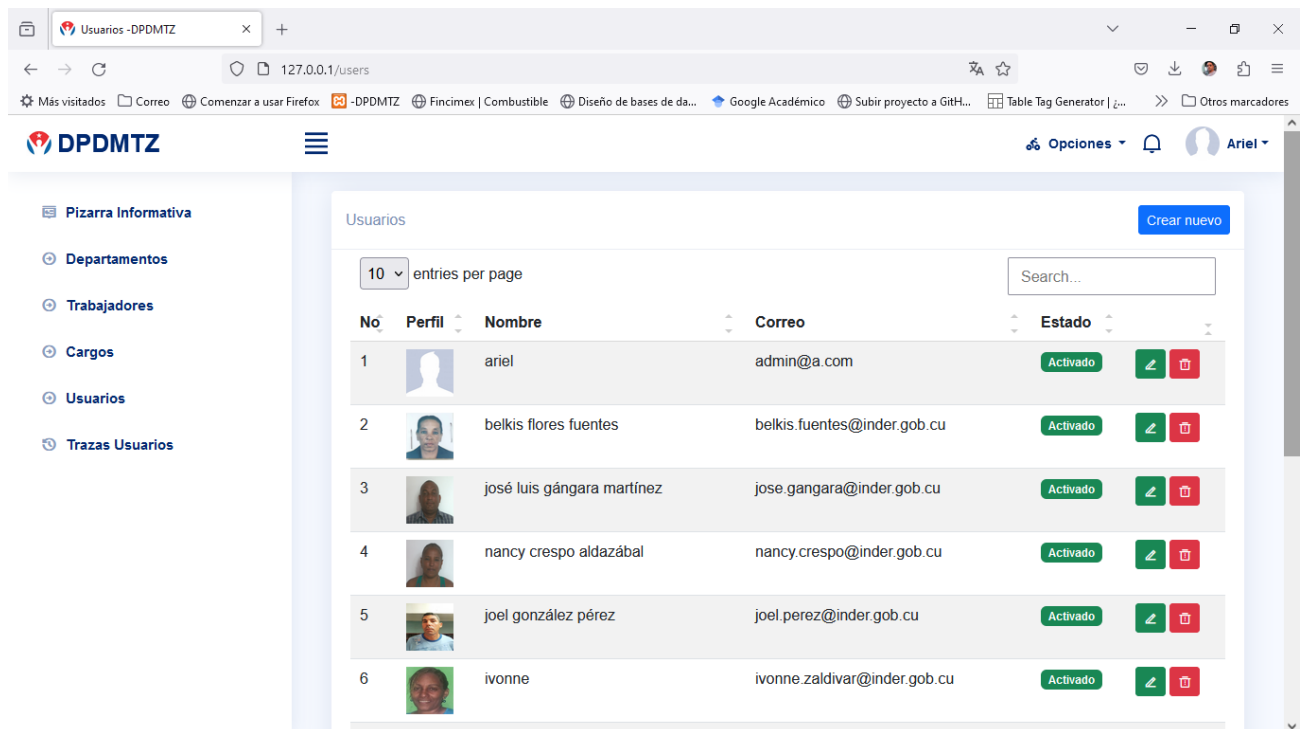 Usuarios -DPDMTZ
127.0.0.1/users
Más visitados Correo Comenzar a usar Firefox -DPDMTZ Fincimex | Combustible Diseño de bases de da... Google Académico Subir proyecto a GitH... Table Tag Generator | ¿... Otros marcadores
DPDMTZ Opciones Ariel
Pizarra Informativa
Departamentos
Trabajadores
Cargos
Usuarios
Trazas Usuarios
Usuarios Crear nuevo
10 entries per page Search...
No Perfil Nombre Correo Estado
1 ariel admin@a.com Activado
2 belkis flores fuentes belkis.fuentes@inder.gob.cu Activado
3 josé luis gángara martínez jose.gangara@inder.gob.cu Activado
4 nancy crespo aldazábal nancy.crespo@inder.gob.cu Activado
5 joel gonzález pérez joel.perez@inder.gob.cu Activado
6 ivonne ivonne.zaldivar@inder.gob.cu Activado